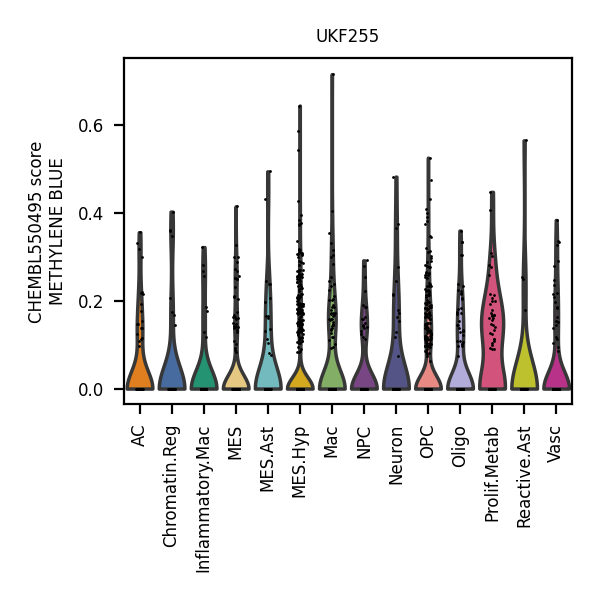 UKF255
CHEMBL550495 score
METHYLENE BLUE
0.6
0.4
0.2
0.0
AC
Chromatin.Reg
Inflammatory.Mac
MES
MES.Ast
MES.Hyp
Mac
NPC
Neuron
OPC
Oligo
Prolif.Metab
Reactive.Ast
Vasc